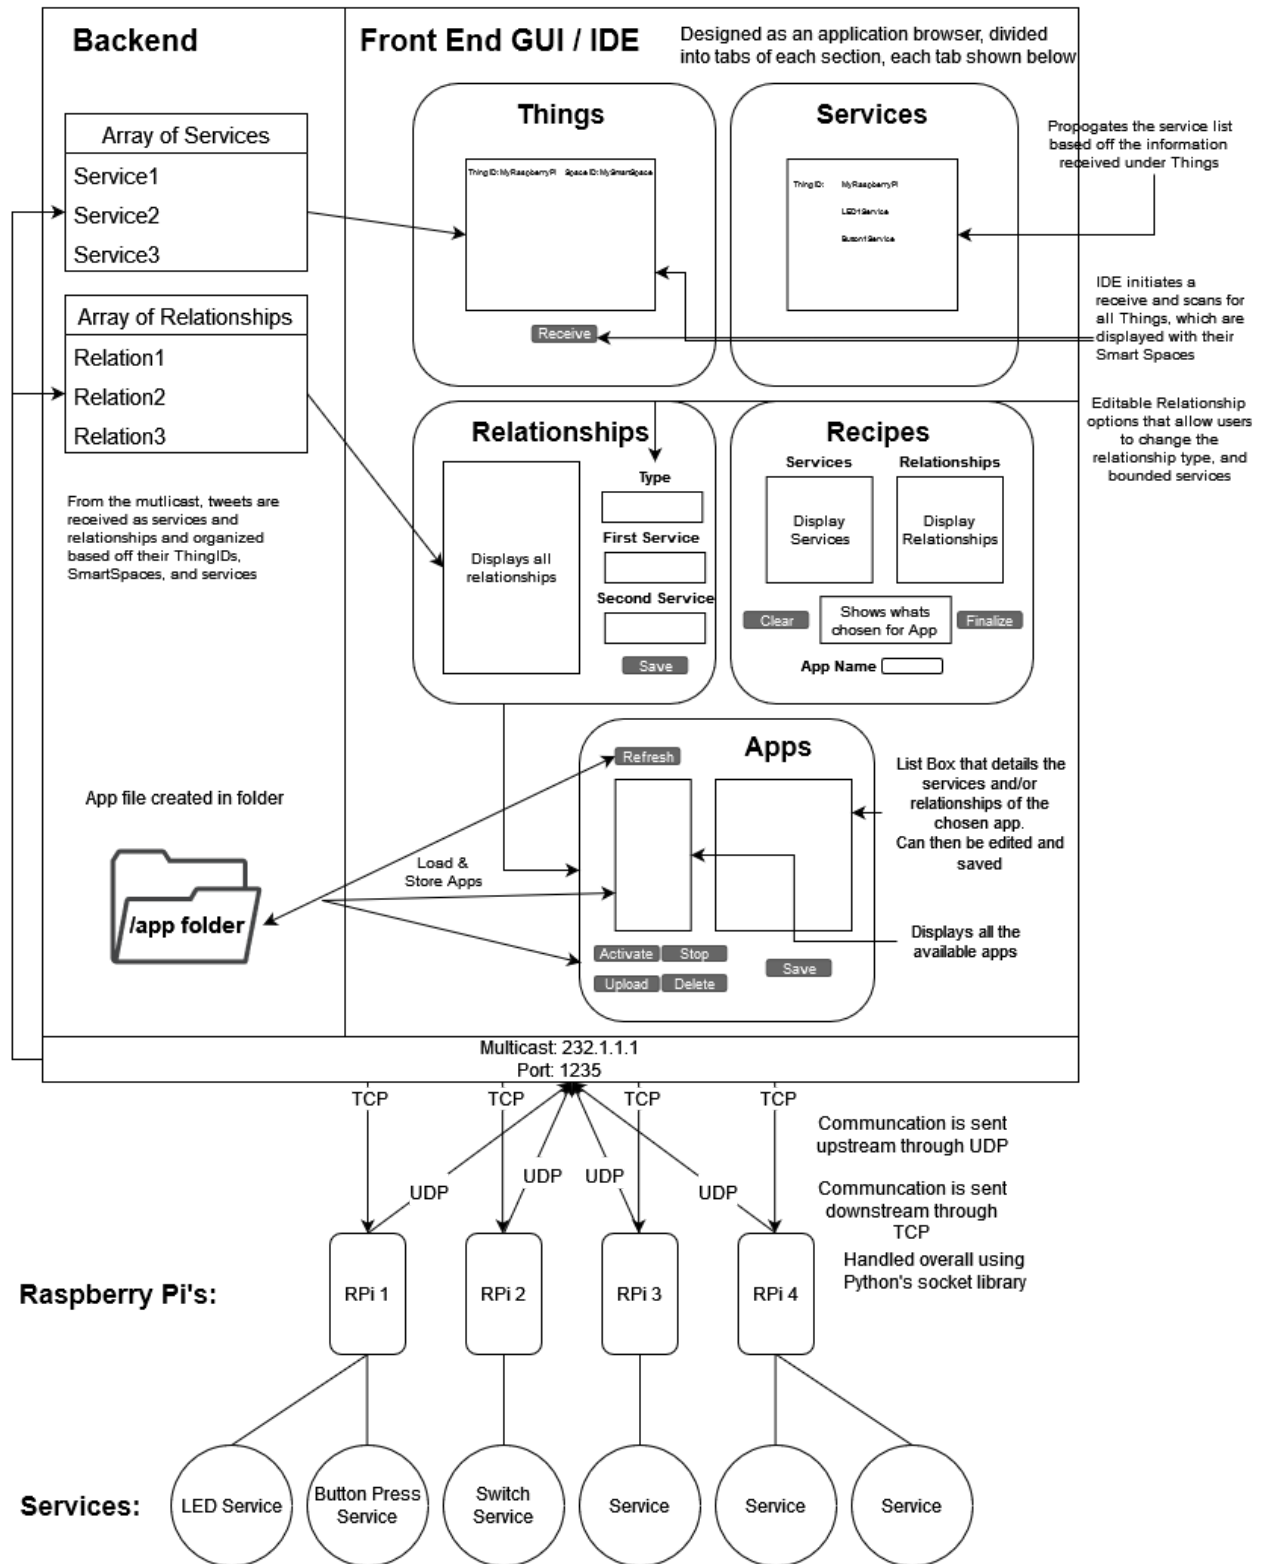 Backend
Front End GUI / IDE
Designed as an application browser, divided
into tabs of each section, each tab shown below
Array of Services
Service1
Service2
Service3
Array of Relationships
Relation1
Relation2
Relation3
From the mutlicast, tweets are
received as services and
relationships and organized
based off their ThingIDs,
SmartSpaces, and services
Things
Thing ID: MyRaspberryPi Space ID: MySmartSpace
Receive
Services
Thing ID: MyRaspberryPi
LED1Service
Button1Service
Propogates the service list
based off the information
received under Things
IDE initiates a
receive and scans for
all Things, which are
displayed with their
Smart Spaces
Editable Relationship
options that allow users
to change the
relationship type, and
bounded services
Relationships
Displays all
relationships
Type
First Service
Second Service
Save
Recipes
Services
Relationships
Display
Services
Display
Relationships
Clear
Shows whats
chosen for App
Finalize
App Name
App file created in folder
/app folder
Load &
Store Apps
Apps
Refresh
Activate
Stop
Upload
Delete
Save
List Box that details the
services and/or
relationships of the
chosen app.
Can then be edited and
saved
Displays all the
available apps
Multicast: 232.1.1.1
Port: 1235
TCP
TCP
TCP
TCP
UDP
UDP
UDP
UDP
Communcation is sent
upstream through UDP
Communcation is sent
downstream through
TCP
Handled overall using
Python's socket library
Raspberry Pi's:
RPi 1
RPi 2
RPi 3
RPi 4
Services:
LED Service
Button Press
Service
Switch
Service
Service
Service
Service